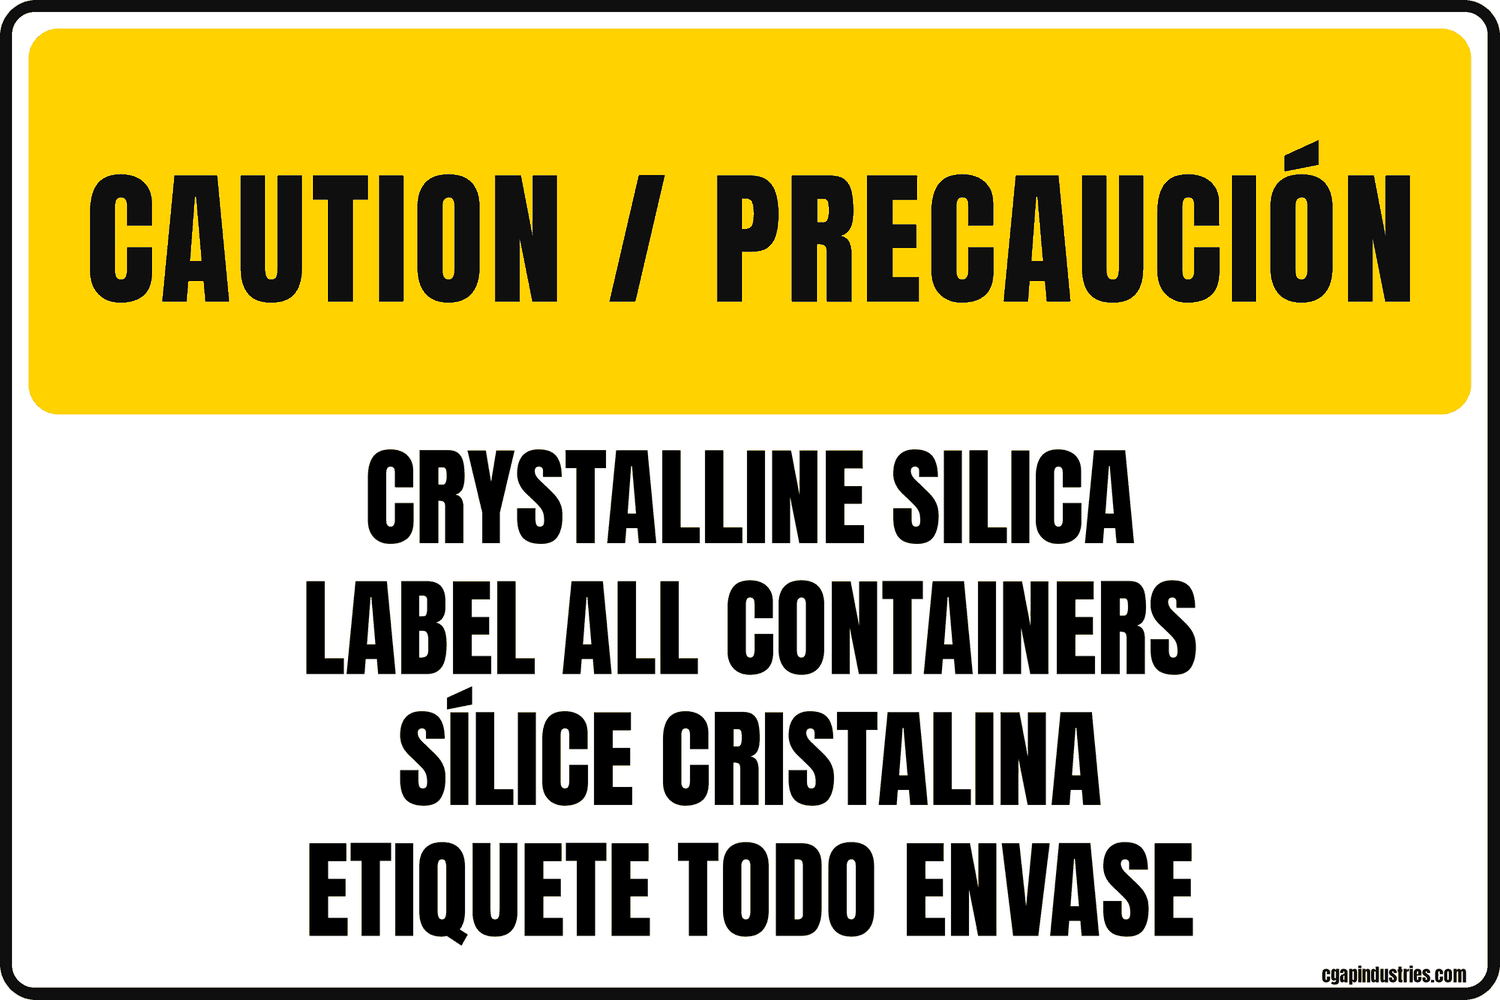 CAUTION / PRECAUCIÓN
CRYSTALLINE SILICA
LABEL ALL CONTAINERS
SÍLICE CRISTALINA
ETIQUETE TODO ENVASE
cgapindustries.com